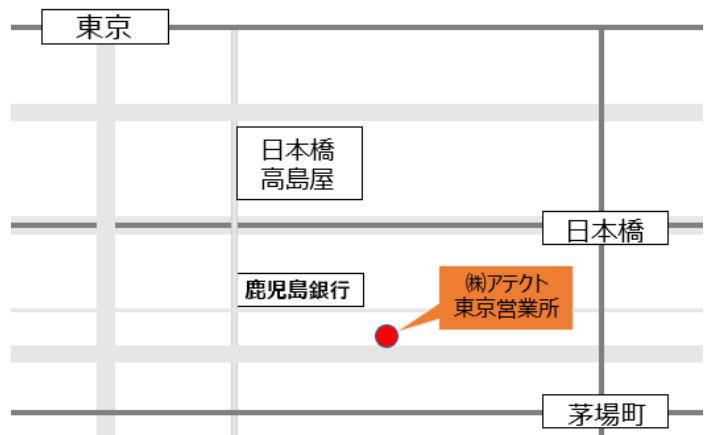 東京
日本橋
高島屋
日本橋
鹿児島銀行
㈱アテクト
東京営業所
茅場町